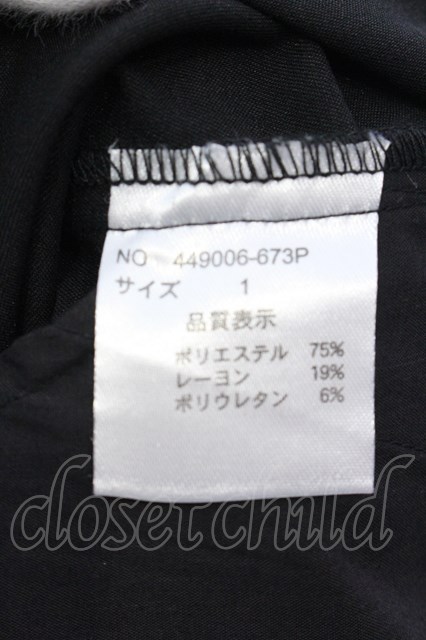 NO 449006-673P
サイズ 1
品質表示
ポリエステル 75%
レーヨン 19%
ポリウレタン 6%
closet child